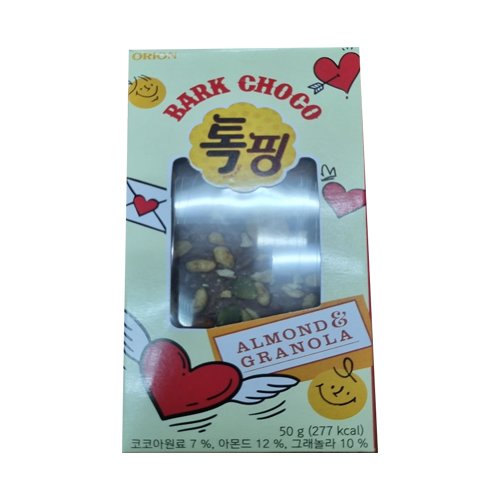 ORION
BARK CHOCO
톡핑
ALMOND &
GRANOLA
50 g (277 kcal)
코코아원료 7 %, 아몬드 12 %, 그래놀라 10 %